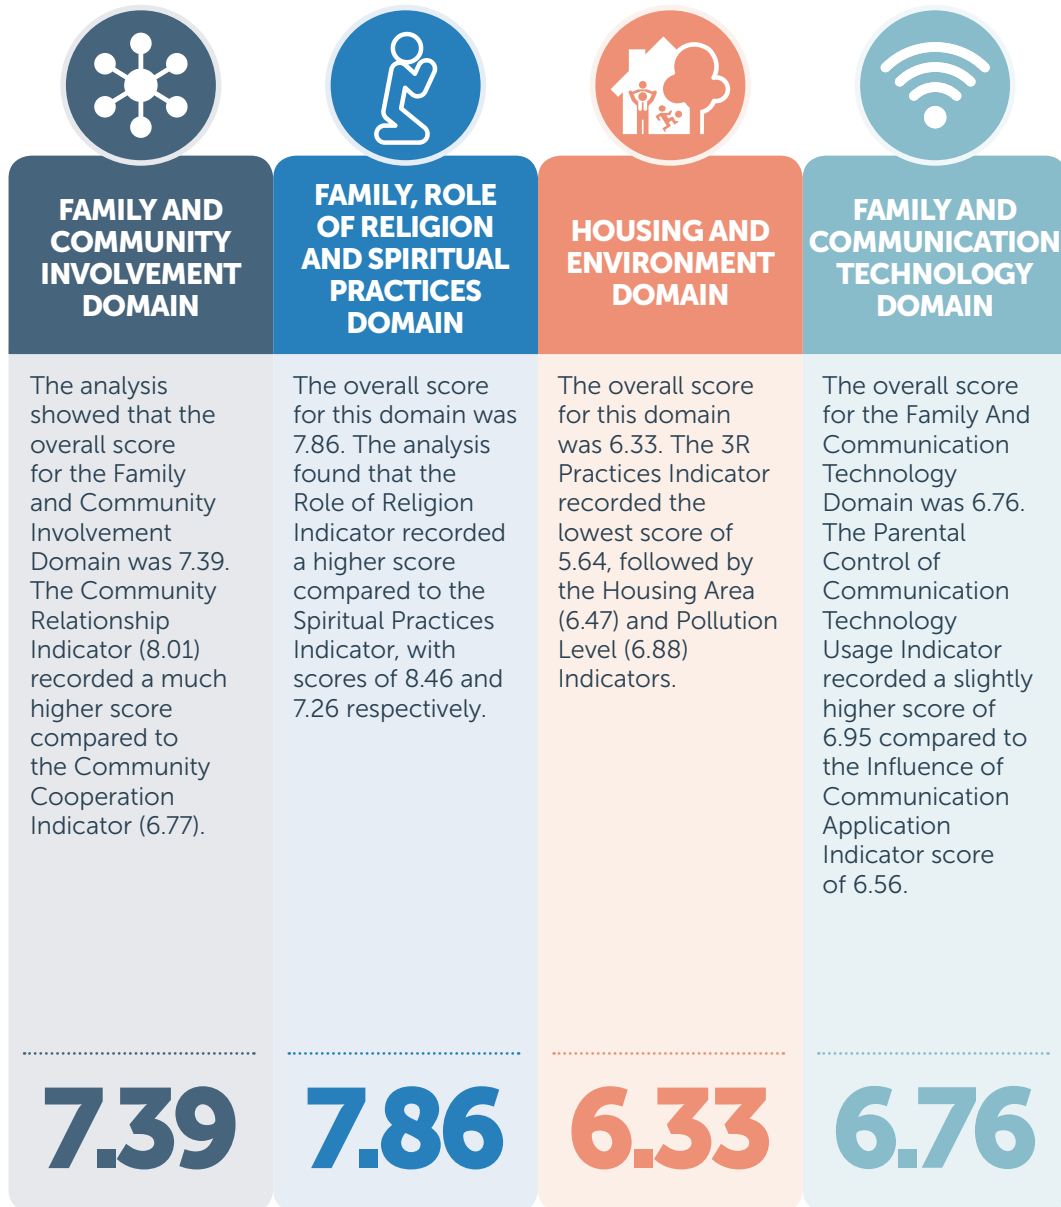 FAMILY AND
COMMUNITY
INVOLVEMENT
DOMAIN
The analysis
showed that the
overall score
for the Family
and Community
Involvement
Domain was 7.39.
The Community
Relationship
Indicator (8.01)
recorded a much
higher score
compared to
the Community
Cooperation
Indicator (6.77).
7.39
FAMILY, ROLE
OF RELIGION
AND SPIRITUAL
PRACTICES
DOMAIN
The overall score
for this domain was
7.86. The analysis
found that the
Role of Religion
Indicator recorded
a higher score
compared to the
Spiritual Practices
Indicator, with
scores of 8.46 and
7.26 respectively.
7.86
HOUSING AND
ENVIRONMENT
DOMAIN
The overall score
for this domain
was 6.33. The 3R
Practices Indicator
recorded the
lowest score of
5.64, followed by
the Housing Area
(6.47) and Pollution
Level (6.88)
Indicators.
6.33
FAMILY AND
COMMUNICATION
TECHNOLOGY
DOMAIN
The overall score
for the Family And
Communication
Technology
Domain was 6.76.
The Parental
Control of
Communication
Technology
Usage Indicator
recorded a slightly
higher score of
6.95 compared to
the Influence of
Communication
Application
Indicator score
of 6.56.
6.76